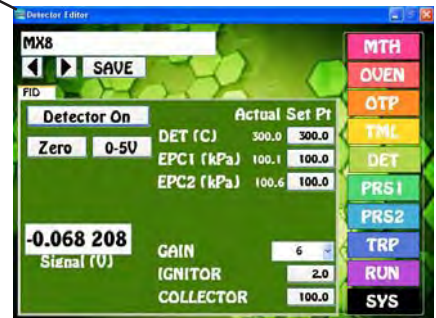 Detector Editor
MX8
SAVE
FID
Detector On
Zero 0-5V
Actual Set Pt
DET (C) 300.0 300.0
EPC1 (kPa) 100.1 100.0
EPC2 (kPa) 100.6 100.0
-0.068 208
Signal (V)
GAIN 6
IGNITOR 2.0
COLLECTOR 100.0
MTH
OVEN
OTP
TML
DET
PRS1
PRS2
TRP
RUN
SYS